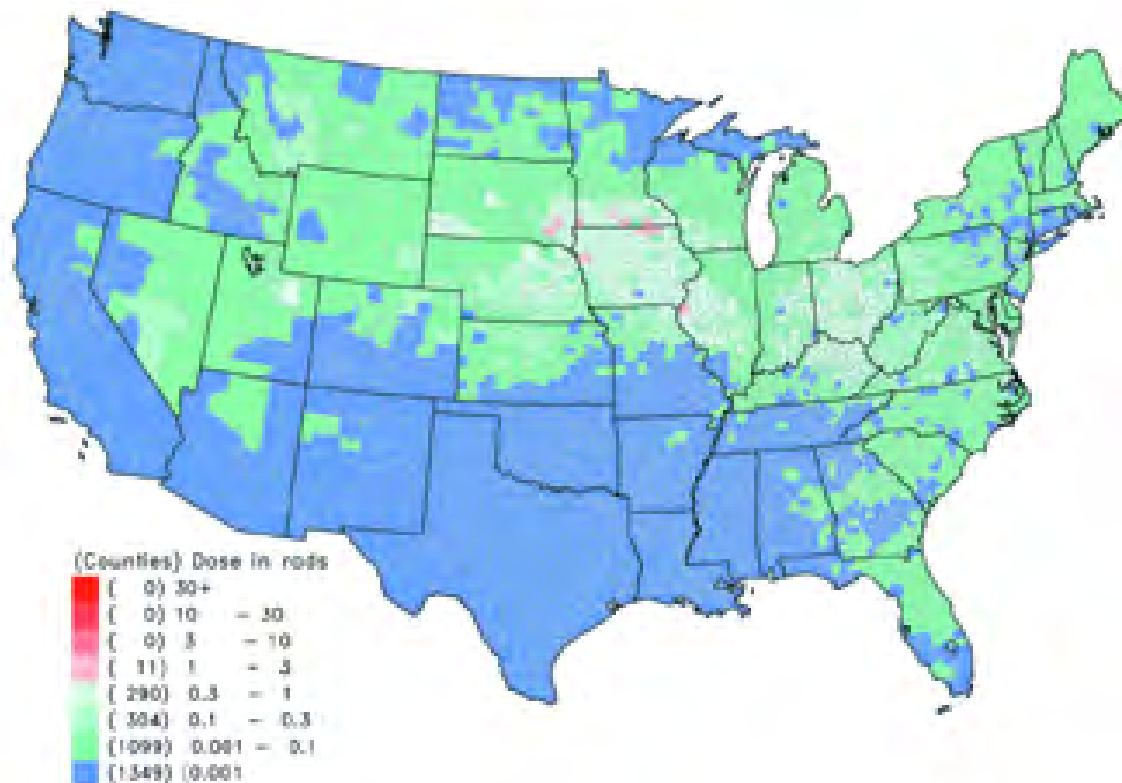 (Counties) Dose in rads
( 0) 30+
( 0) 10 - 30
( 0) 3 - 10
( 11) 1 - 3
( 290) 0.3 - 1
( 304) 0.1 - 0.3
(1099) 0.001 - 0.1
(1349) (0.001